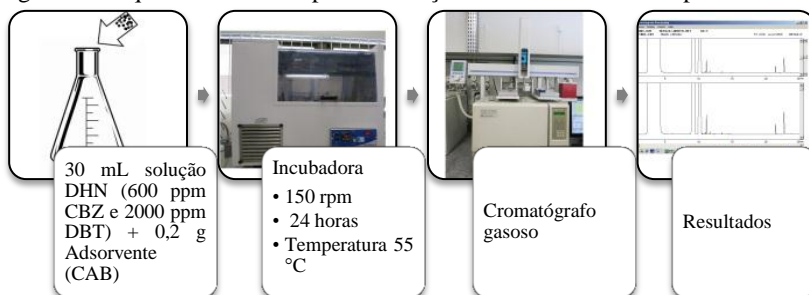 30 mL solução
DHN (600 ppm
CBZ e 2000 ppm
DBT) + 0,2 g
Adsorvente
(CAB)
Incubadora
• 150 rpm
• 24 horas
• Temperatura 55
°C
Cromatógrafo
gasoso
Resultados